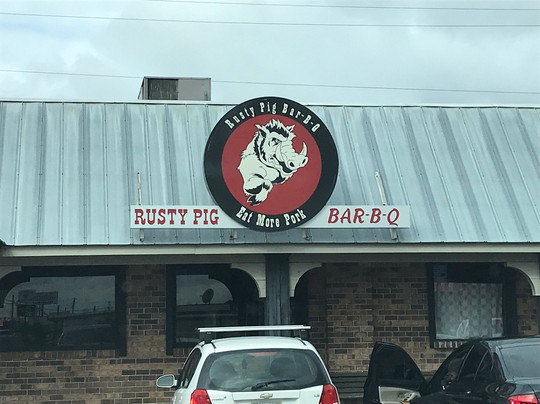 Rusty Pig Bar-B-Q
Eat More Pork
RUSTY PIG BAR-B-Q